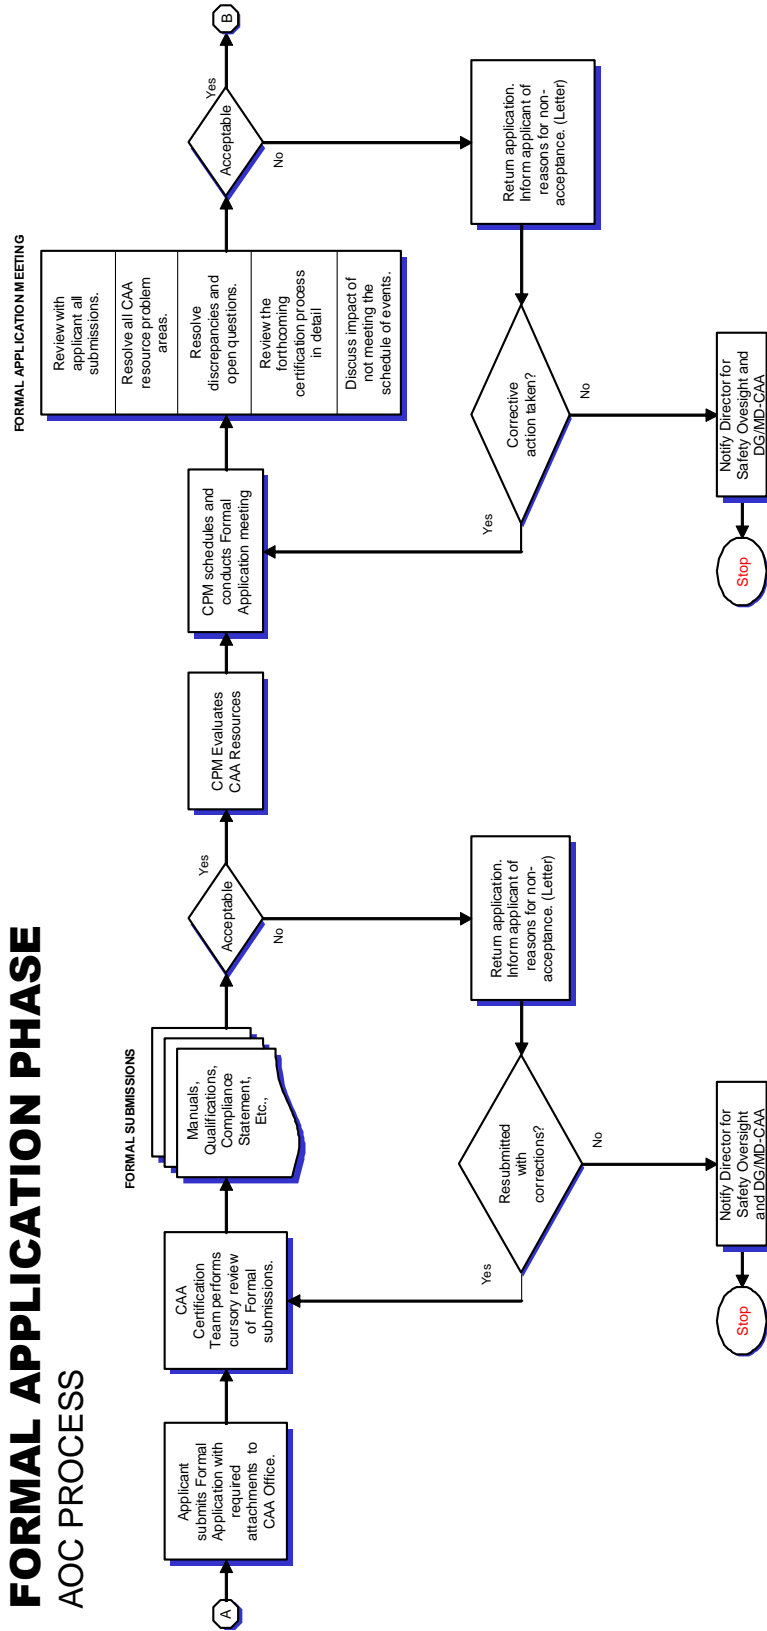 FORMAL APPLICATION PHASE
AOC PROCESS
A
Applicant
submits Formal
Application with
required
attachments to
CAA Office.
CAA
Certification
Team performs
cursory review
of Formal
submissions.
FORMAL SUBMISSIONS
Manuals,
Qualifications,
Compliance
Statement,
Etc.,
Acceptable
Yes
No
CPM Evaluates
CAA Resources
CPM schedules and
conducts Formal
Application meeting
FORMAL APPLICATION MEETING
Review with
applicant all
submissions.
Resolve all CAA
resource problem
areas.
Resolve
discrepancies and
open questions.
Review the
forthcoming
certification process
in detail
Discuss impact of
not meeting the
schedule of events.
Acceptable
Yes
No
B
Return application.
Inform applicant of
reasons for non-
acceptance. (Letter)
Resubmitted
with
corrections?
Yes
No
Notify Director for
Safety Oversight
and DG/MD-CAA
Stop
Return application.
Inform applicant of
reasons for non-
acceptance. (Letter)
Corrective
action taken?
Yes
No
Notify Director for
Safety Ovesight and
DG/MD-CAA
Stop